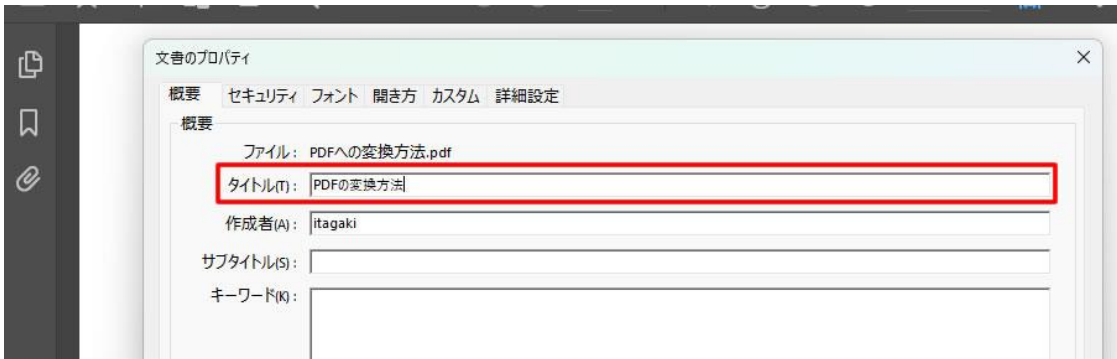 文書のプロパティ
概要 セキュリティ フォント 開き方 カスタム 詳細設定
概要
ファイル： PDFへの変換方法.pdf
タイトル(T)： PDFの変換方法
作成者(A)： itagaki
サブタイトル(S)：
キーワード(K)：